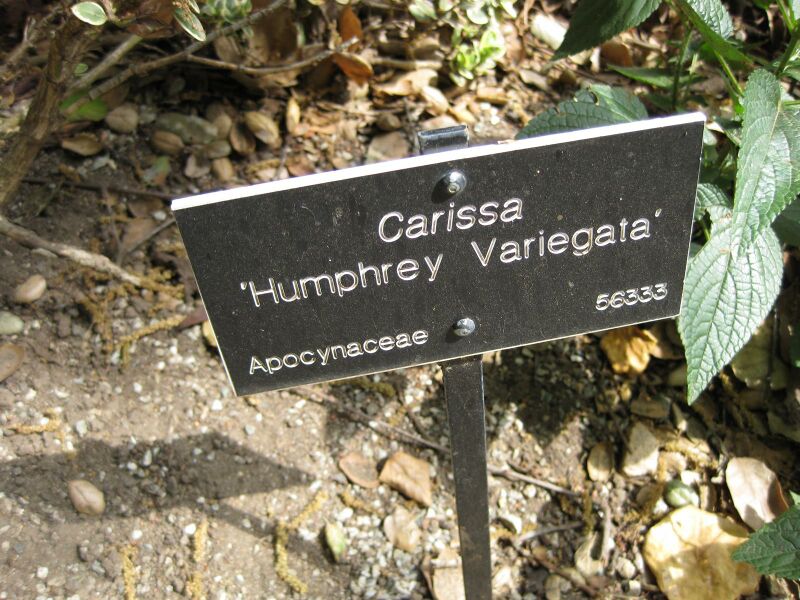 Carissa
'Humphrey Variegata'
Apocynaceae 56333